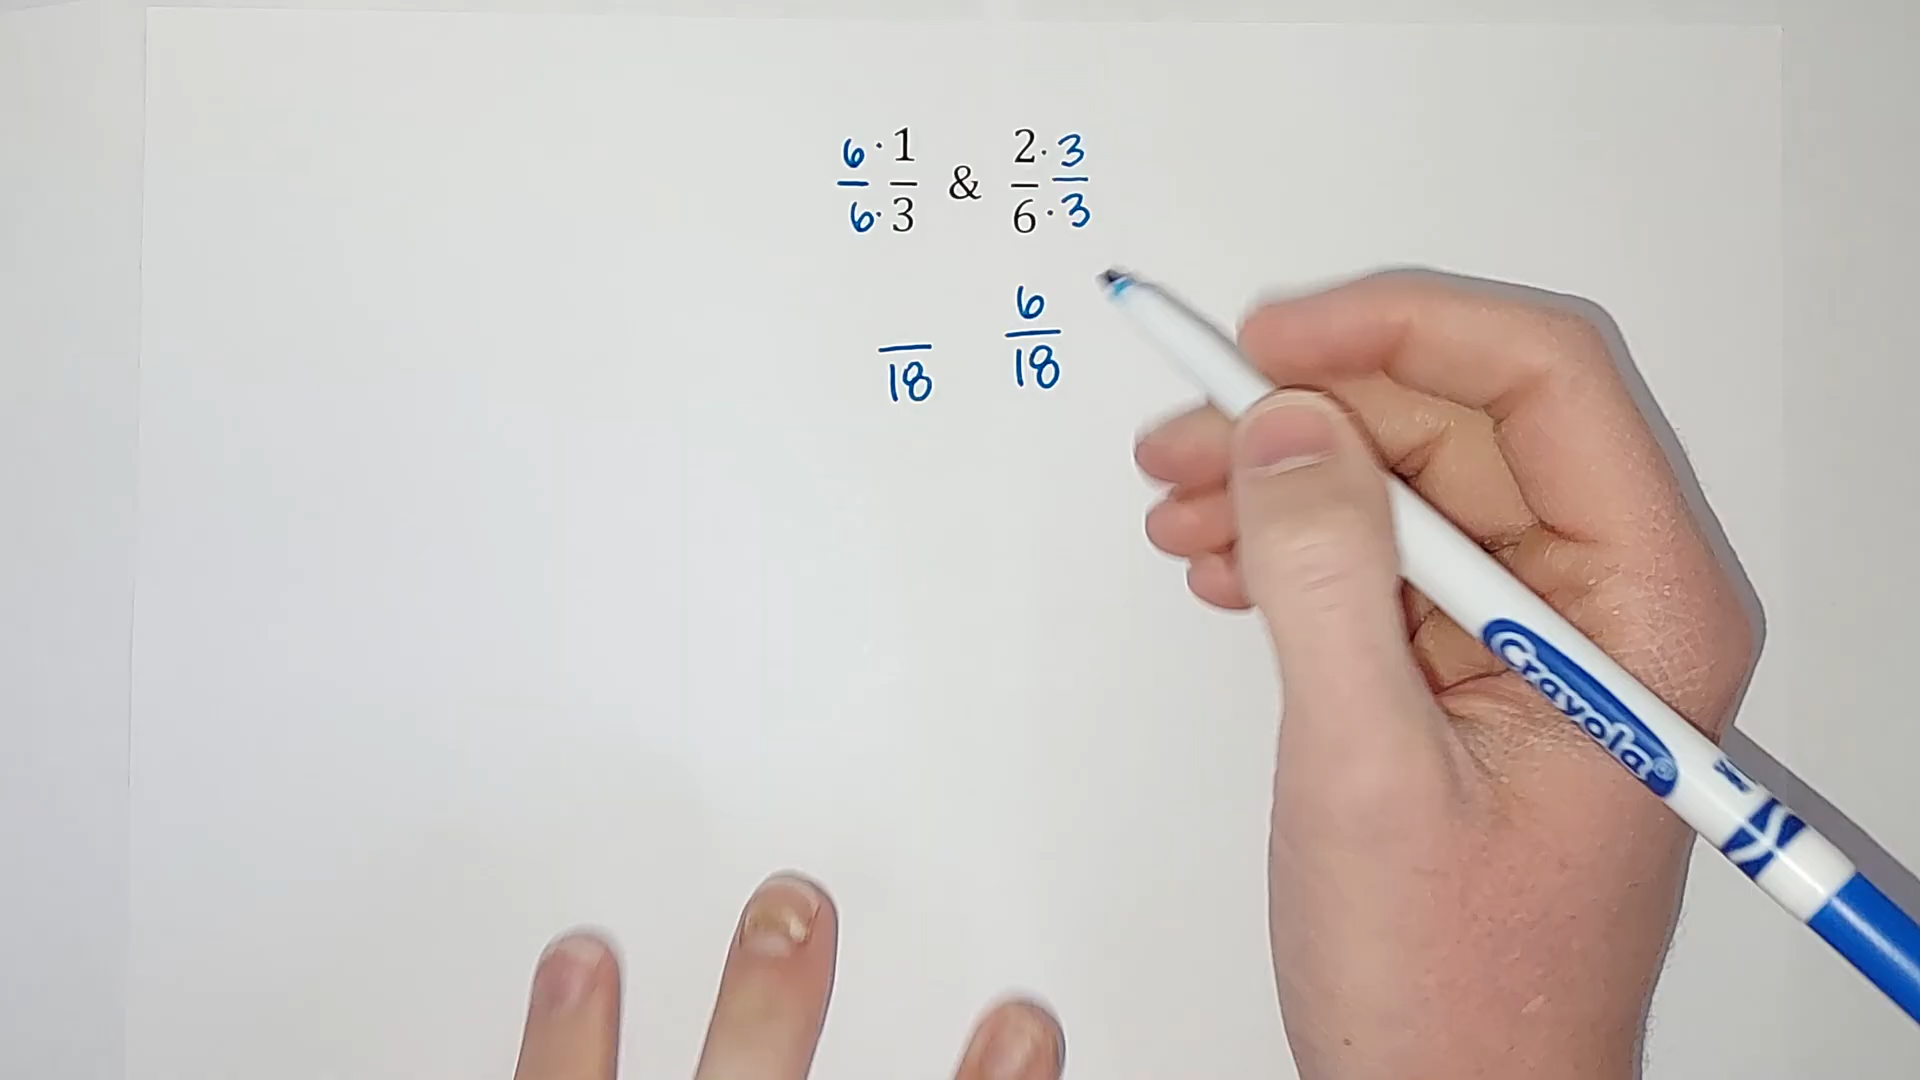 6 · 1 & 2 · 3
6 · 3 6 · 3
6
18 18
Crayola